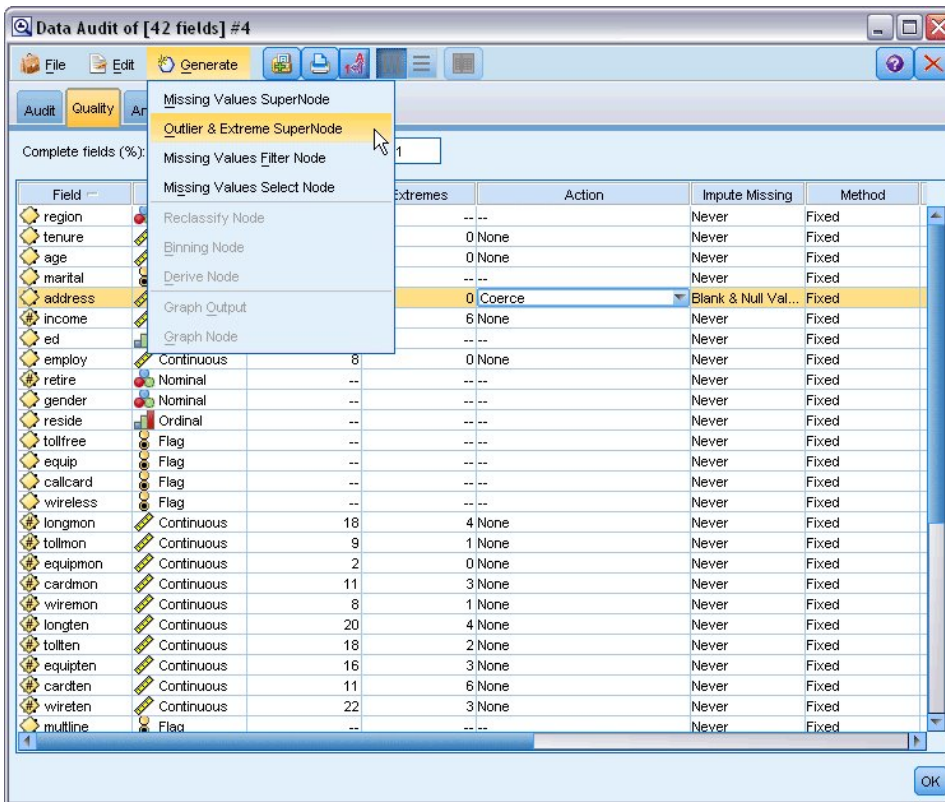 Data Audit of [42 fields] #4
File Edit Generate
Audit Quality An
Missing Values SuperNode
Outlier & Extreme SuperNode
Missing Values Filter Node
Missing Values Select Node
Reclassify Node
Binning Node
Derive Node
Graph Output
Graph Node
Complete fields (%): 1
Field Extremes Action Impute Missing Method
region -- -- Never Fixed
tenure 0 None Never Fixed
age 0 None Never Fixed
marital -- -- Never Fixed
address 0 Coerce Blank & Null Val... Fixed
income 6 None Never Fixed
ed -- -- Never Fixed
employ Continuous 8 0 None Never Fixed
retire Nominal -- -- -- Never Fixed
gender Nominal -- -- -- Never Fixed
reside Ordinal -- -- -- Never Fixed
tollfree Flag -- -- -- Never Fixed
equip Flag -- -- -- Never Fixed
callcard Flag -- -- -- Never Fixed
wireless Flag -- -- -- Never Fixed
longmon Continuous 18 4 None Never Fixed
tollmon Continuous 9 1 None Never Fixed
equipmon Continuous 2 0 None Never Fixed
cardmon Continuous 11 3 None Never Fixed
wiremon Continuous 8 1 None Never Fixed
longten Continuous 20 4 None Never Fixed
tollten Continuous 18 2 None Never Fixed
equipten Continuous 16 3 None Never Fixed
cardten Continuous 11 6 None Never Fixed
wireten Continuous 22 3 None Never Fixed
multline Flag -- -- -- Never Fixed
OK